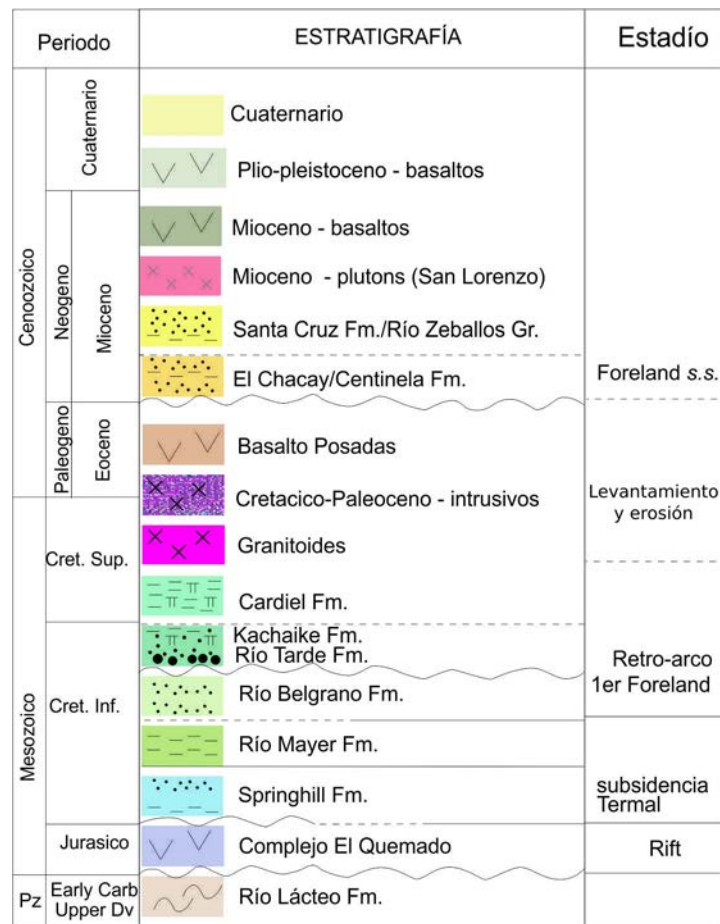 Periodo
ESTRATIGRAFÍA
Estadío
Cenoozoico
Cuaternario
Cuaternario
Plio-pleistoceno - basaltos
Neogeno
Mioceno
Mioceno - basaltos
Mioceno - plutons (San Lorenzo)
Santa Cruz Fm./Río Zeballos Gr.
El Chacay/Centinela Fm.
Foreland s.s.
Paleogeno
Eoceno
Basalto Posadas
Cretacico-Paleoceno - intrusivos
Levantamiento
y erosión
Mesozoico
Cret. Sup.
Granitoides
Cardiel Fm.
Cret. Inf.
Kachaike Fm.
Río Tarde Fm.
Río Belgrano Fm.
Retro-arco
1er Foreland
Río Mayer Fm.
Springhill Fm.
subsidencia
Termal
Jurasico
Complejo El Quemado
Rift
Pz
Early Carb
Upper Dv
Río Lácteo Fm.